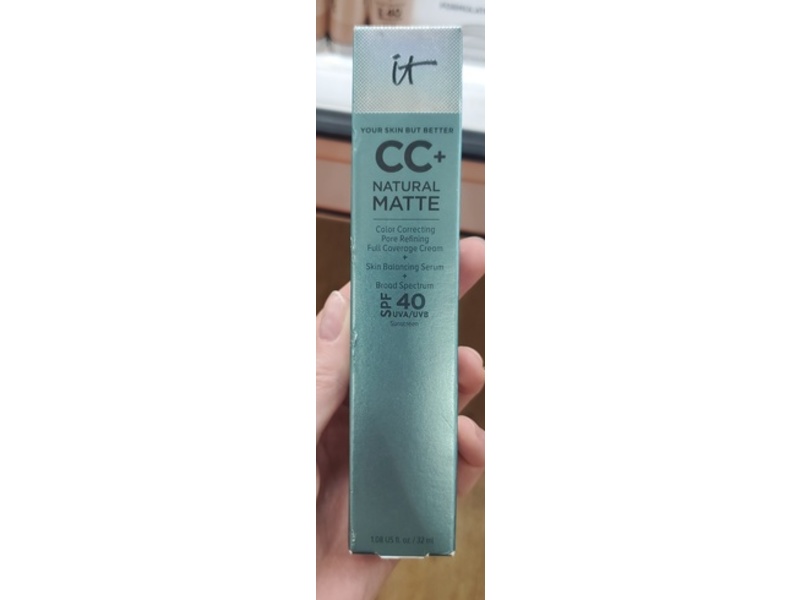 it
YOUR SKIN BUT BETTER
CC+
NATURAL
MATTE
Color Correcting
Pore Refining
Full Coverage Cream
+
Skin Balancing Serum
+
Broad Spectrum
SPF 40
UVA/UVB
Sunscreen
1.08 US fl. oz. / 32 ml